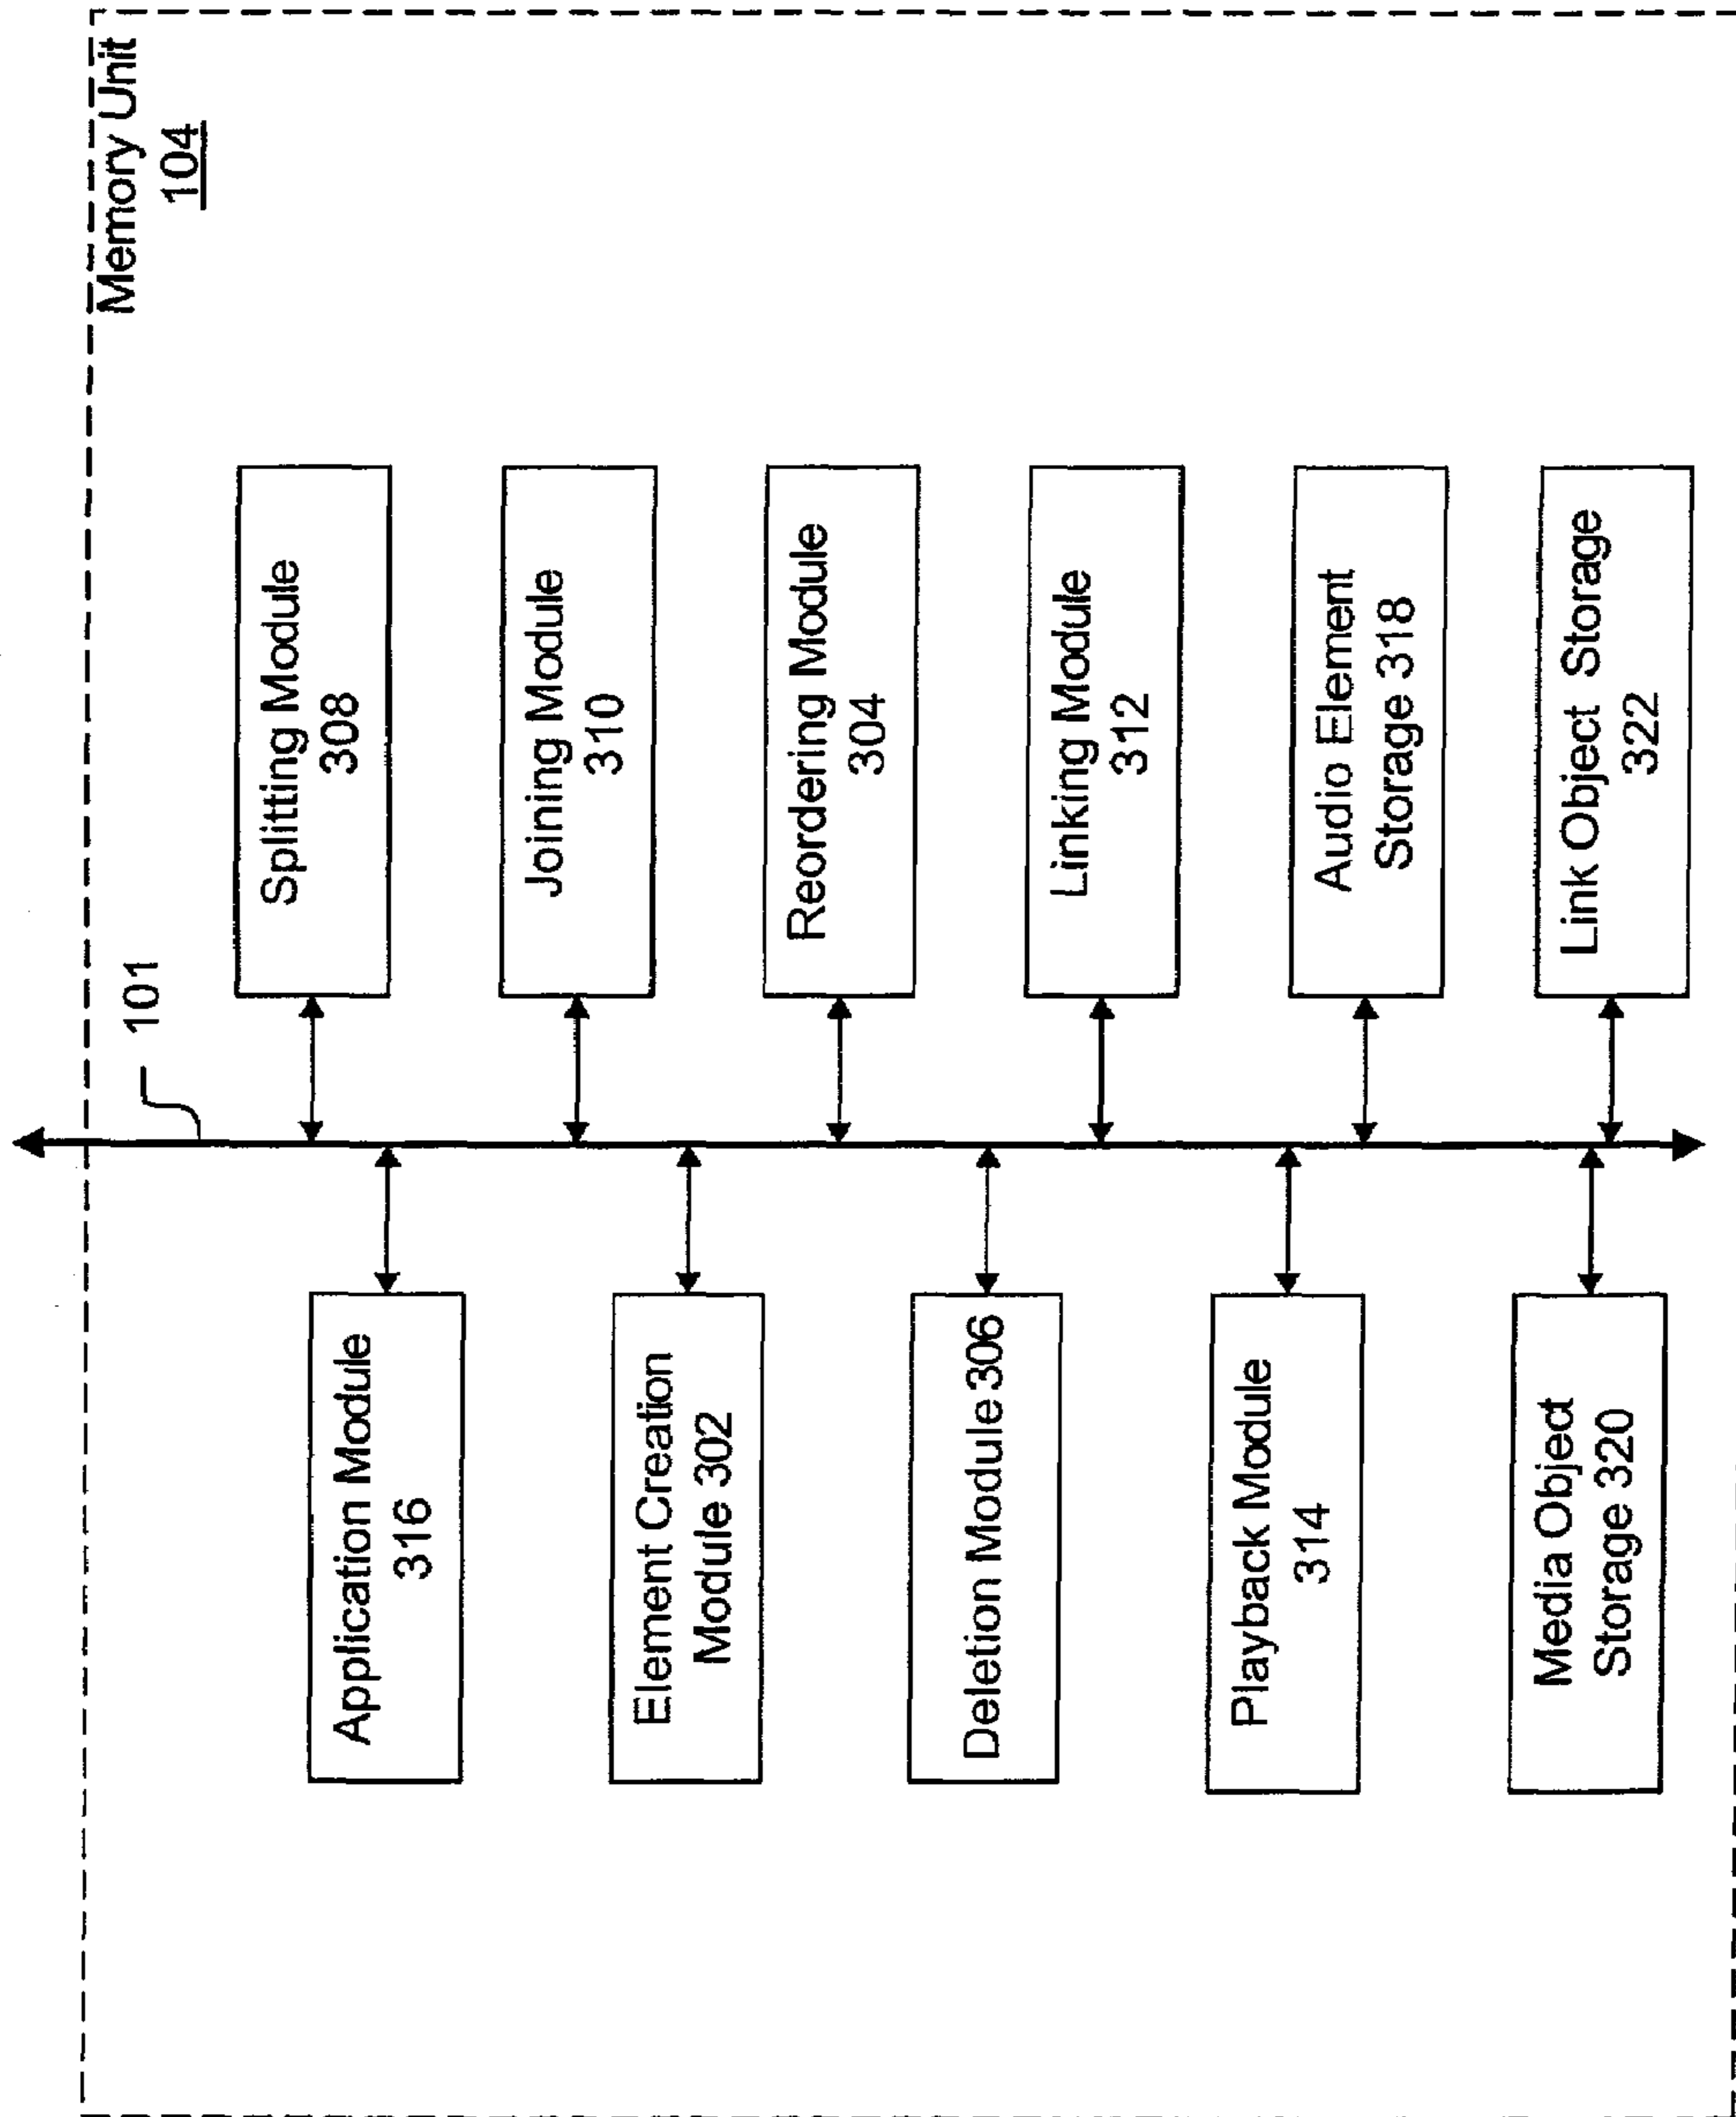 Memory Unit
104
101
Application Module
316
Element Creation
Module 302
Deletion Module 306
Playback Module
314
Media Object
Storage 320
Splitting Module
308
Joining Module
310
Reordering Module
304
Linking Module
312
Audio Element
Storage 318
Link Object Storage
322